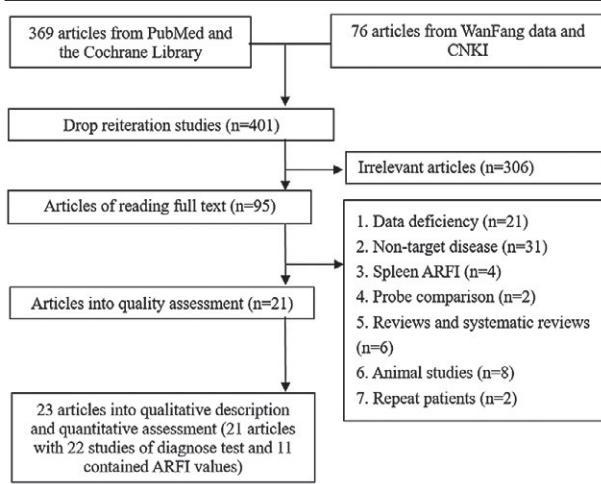 369 articles from PubMed and
the Cochrane Library
76 articles from WanFang data and
CNKI
Drop reiteration studies (n=401)
Irrelevant articles (n=306)
Articles of reading full text (n=95)
1. Data deficiency (n=21)
2. Non-target disease (n=31)
3. Spleen ARFI (n=4)
4. Probe comparison (n=2)
5. Reviews and systematic reviews
(n=6)
6. Animal studies (n=8)
7. Repeat patients (n=2)
Articles into quality assessment (n=21)
23 articles into qualitative description
and quantitative assessment (21 articles
with 22 studies of diagnose test and 11
contained ARFI values)